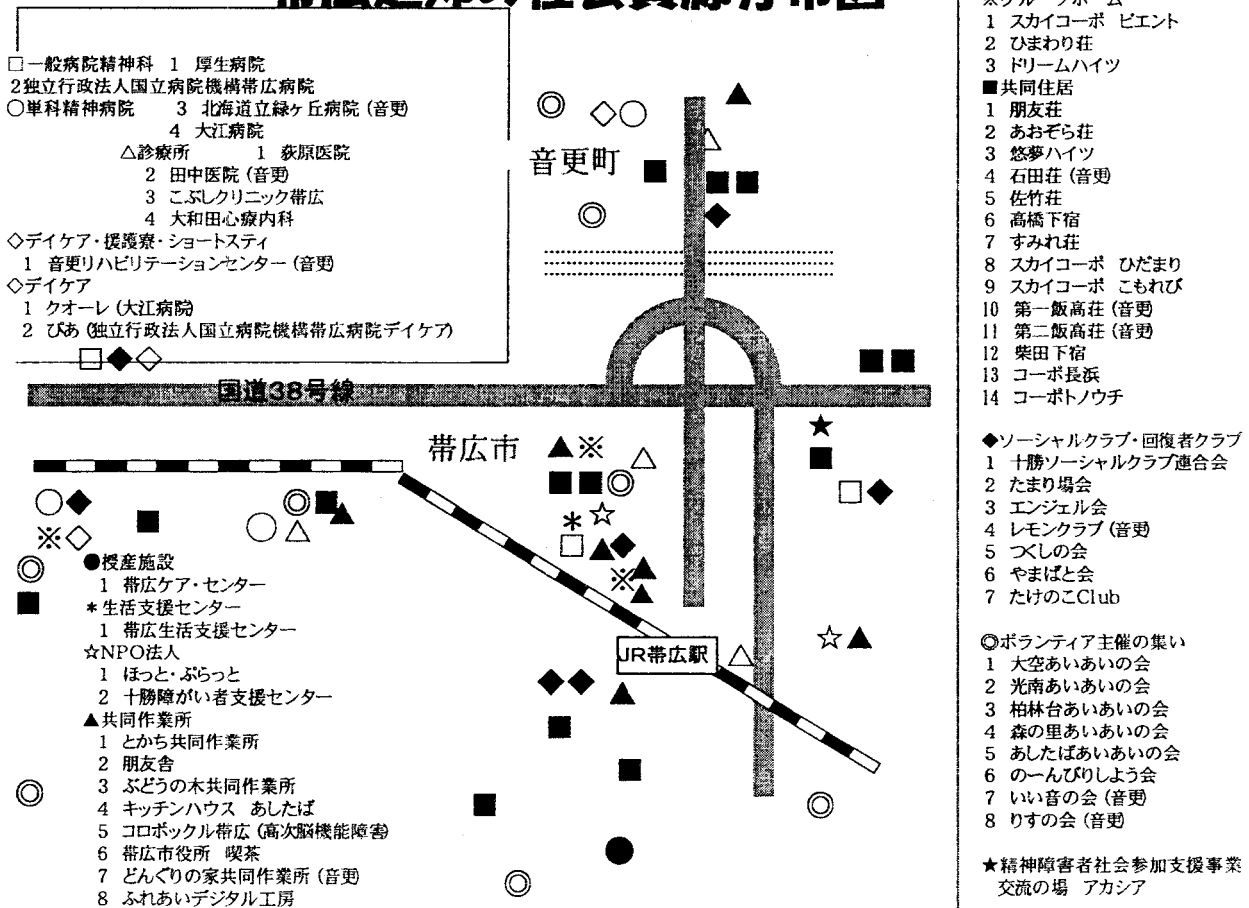 帯広近郊の社会資源分布図
□一般病院精神科 1 厚生病院
2独立行政法人国立病院機構帯広病院
○単科精神病院 3 北海道立緑ヶ丘病院(音更)
4 大江病院
△診療所 1 荻原医院
2 田中医院(音更)
3 こぶしクリニック帯広
4 大和田心療内科
◇デイケア・援護寮・ショートスティ
1 音更リハビリテーションセンター(音更)
◇デイケア
1 クオーレ(大江病院)
2 ぴあ(独立行政法人国立病院機構帯広病院デイケア)
音更町
国道38号線
帯広市
JR帯広駅
●授産施設
1 帯広ケア・センター
*生活支援センター
1 帯広生活支援センター
☆NPO法人
1 ほっと・ぷらっと
2 十勝障がい者支援センター
▲共同作業所
1 とかち共同作業所
2 朋友舎
3 ぶどうの木共同作業所
4 キッチンハウス あしたば
5 コロボックル帯広(高次脳機能障害)
6 帯広市役所 喫茶
7 どんぐりの家共同作業所(音更)
8 ふれあいデジタル工房
※グループホーム
1 スカイコーポ ビエント
2 ひまわり荘
3 ドリームハイツ
■共同住居
1 朋友荘
2 あおぞら荘
3 悠夢ハイツ
4 石田荘(音更)
5 佐竹荘
6 高橋下宿
7 すみれ荘
8 スカイコーポ ひだまり
9 スカイコーポ こもれび
10 第一飯高荘(音更)
11 第二飯高荘(音更)
12 柴田下宿
13 コーポ長浜
14 コーポトノウチ
◆ソーシャルクラブ・回復者クラブ
1 十勝ソーシャルクラブ連合会
2 たまり場会
3 エンジェル会
4 レモンクラブ(音更)
5 つくしの会
6 やまばと会
7 たけのこClub
◎ボランティア主催の集い
1 大空あいあいの会
2 光南あいあいの会
3 柏林台あいあいの会
4 森の里あいあいの会
5 あしたばあいあいの会
6 のーんびりしよう会
7 いい音の会(音更)
8 りすの会(音更)
★精神障害者社会参加支援事業
交流の場 アカシア